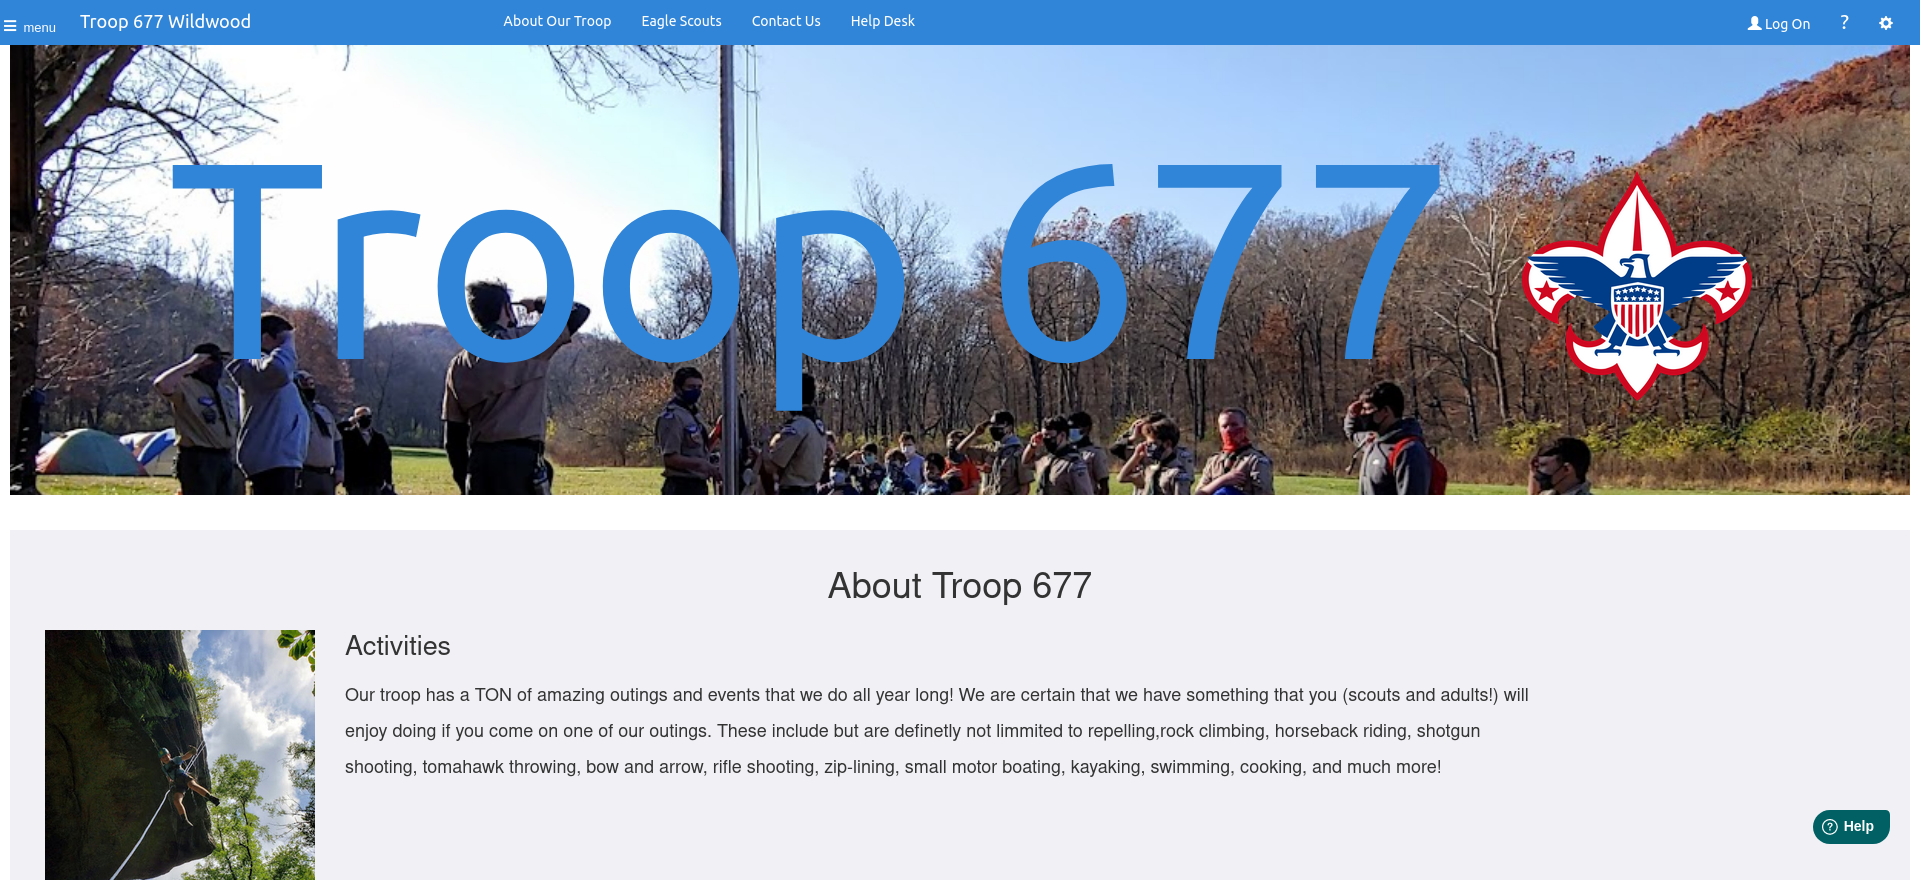 menu
Troop 677 Wildwood
About Our Troop
Eagle Scouts
Contact Us
Help Desk
Log On
?
Troop 677
About Troop 677
Activities
Our troop has a TON of amazing outings and events that we do all year long! We are certain that we have something that you (scouts and adults!) will
enjoy doing if you come on one of our outings. These include but are definetly not limmited to repelling,rock climbing, horseback riding, shotgun
shooting, tomahawk throwing, bow and arrow, rifle shooting, zip-lining, small motor boating, kayaking, swimming, cooking, and much more!
Help